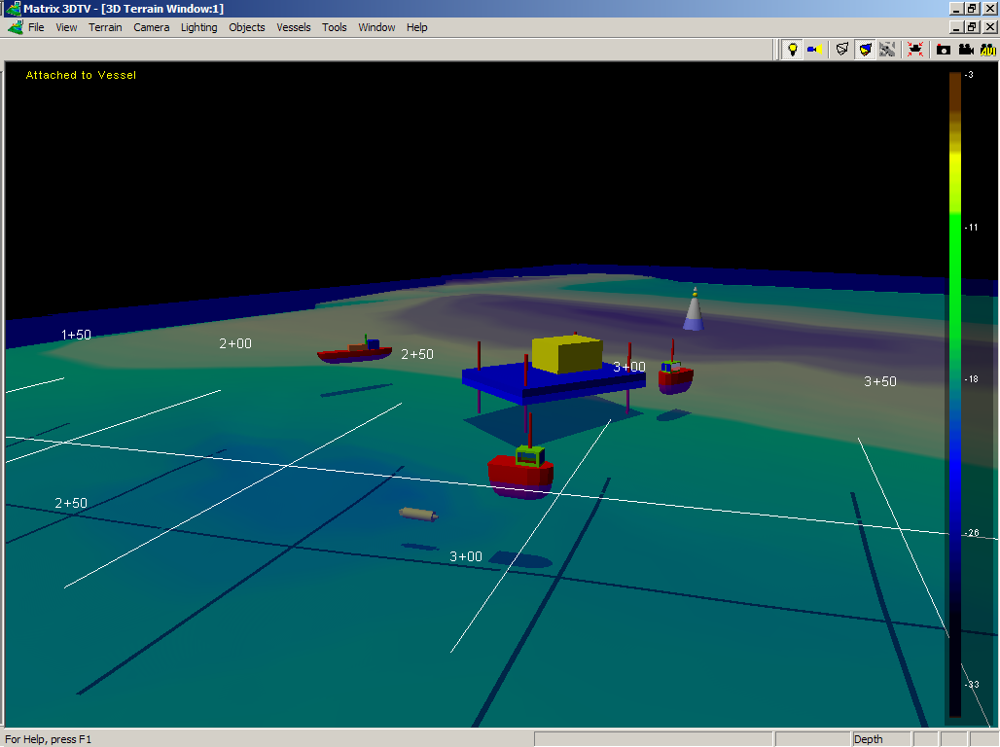 Matrix 3DTV - [3D Terrain Window:1]
File View Terrain Camera Lighting Objects Vessels Tools Window Help
Attached to Vessel
-3
-11
1+50
2+00
2+50
3+00
3+50
-18
2+50
-26
3+00
-33
For Help, press F1
Depth